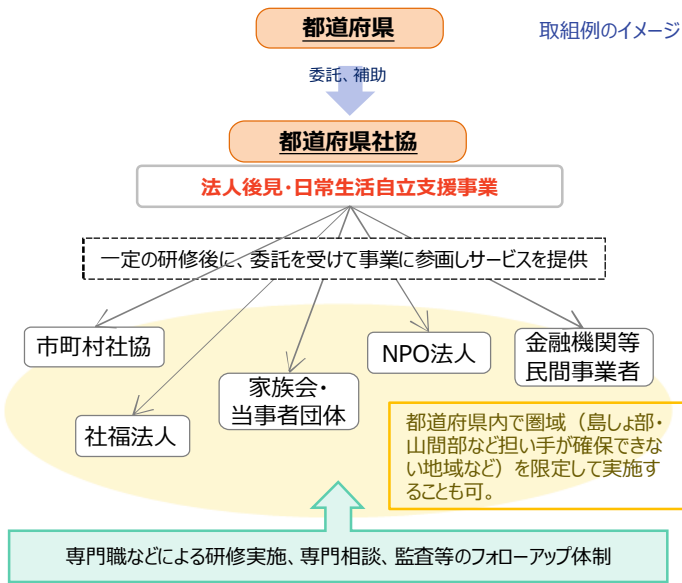 都道府県
取組例のイメージ
委託、補助
都道府県社協
法人後見・日常生活自立支援事業
一定の研修後に、委託を受けて事業に参画しサービスを提供
市町村社協
社福法人
家族会・
当事者団体
NPO法人
金融機関等
民間事業者
都道府県内で圏域（島しょ部・
山間部など担い手が確保できな
い地域など）を限定して実施す
ることも可。
専門職などによる研修実施、専門相談、監査等のフォローアップ体制